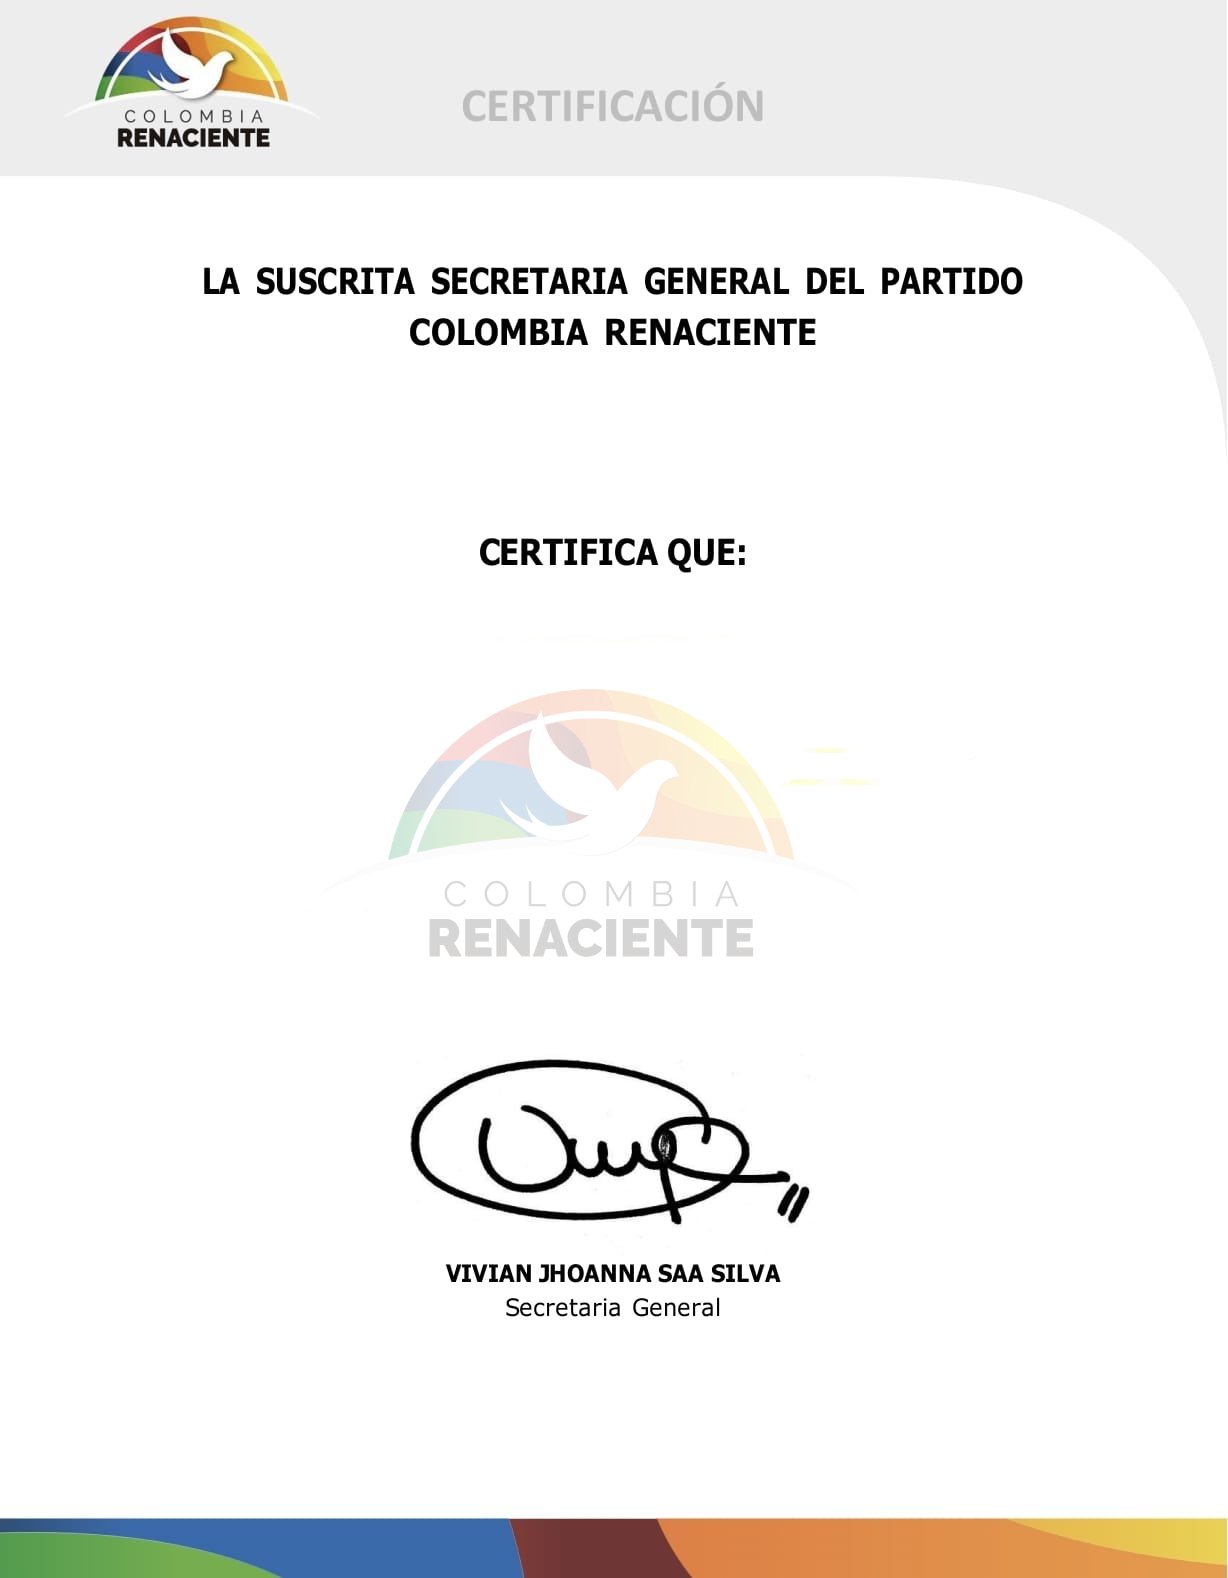 COLOMBIA
RENACIENTE
CERTIFICACIÓN
LA SUSCRITA SECRETARIA GENERAL DEL PARTIDO
COLOMBIA RENACIENTE
CERTIFICA QUE:
COLOMBIA
RENACIENTE
VIVIAN JHOANNA SAA SILVA
Secretaria General